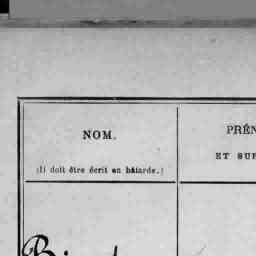 NOM.
PRÉN
(Il doit être écrit en bâtarde.)
ET SUR